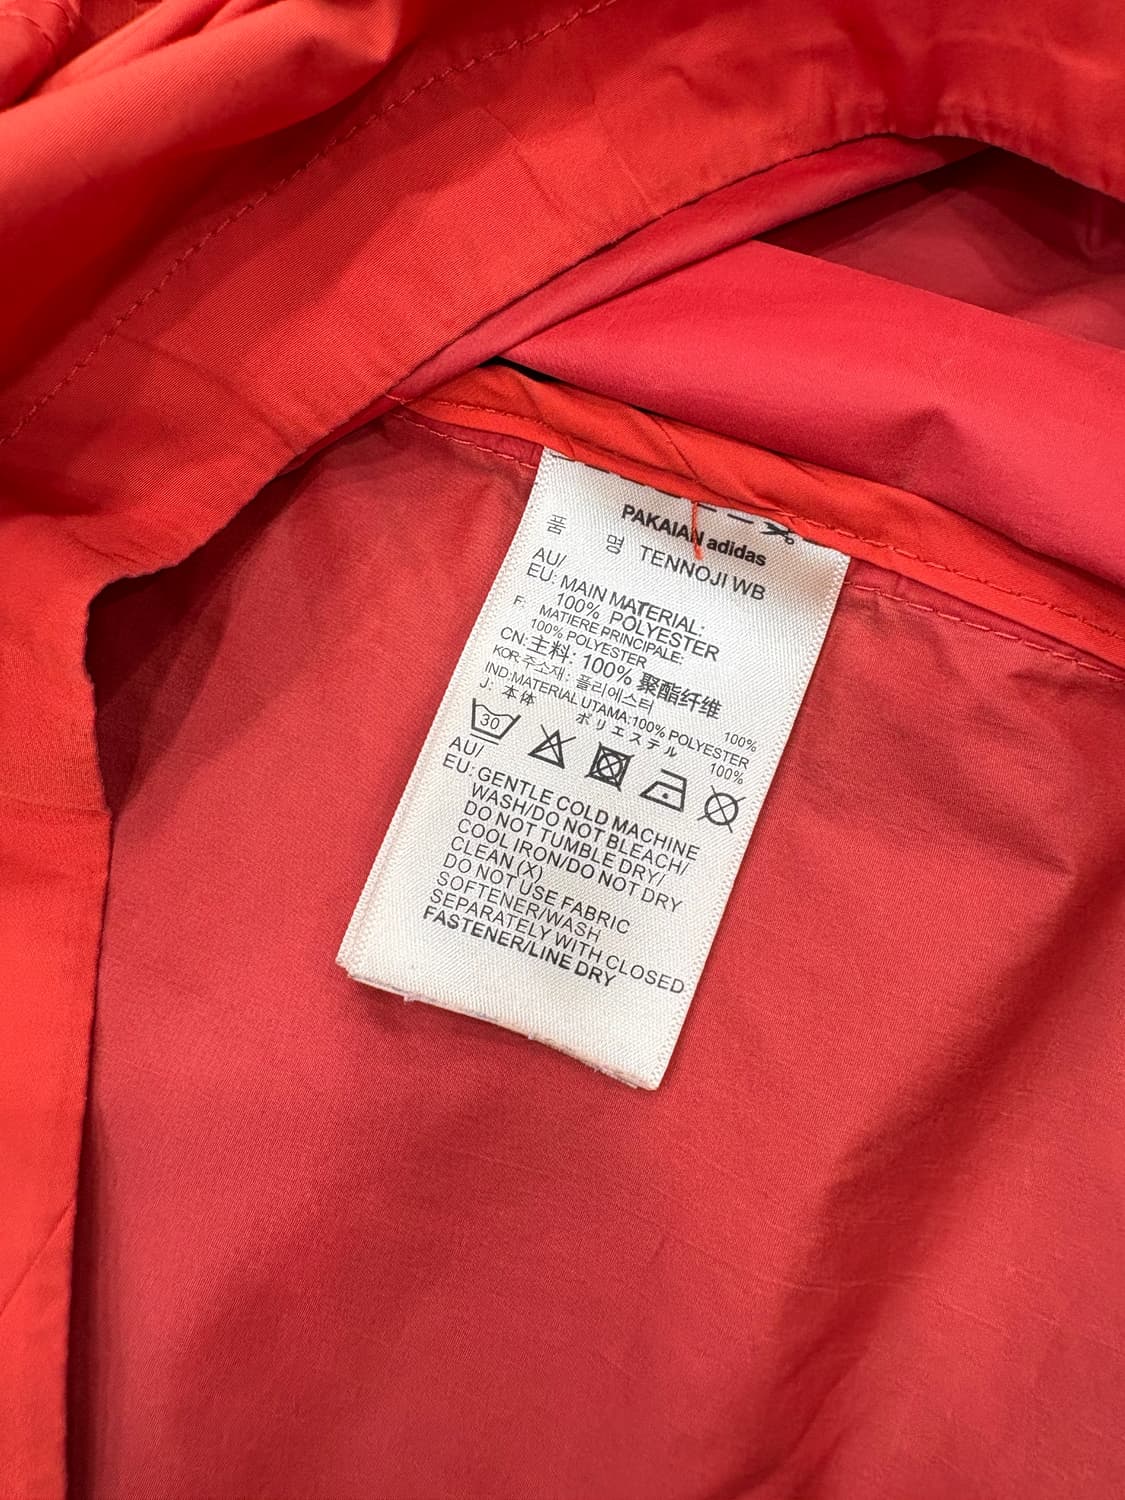 PAKAIAN adidas
품 명 TENNOJI WB
AU/
EU: MAIN MATERIAL:
100% POLYESTER
F: MATIERE PRINCIPALE:
100% POLYESTER
CN: 主料: 100% 聚酯纤维
KOR: 주소재: 폴리에스터 100%
IND:MATERIAL UTAMA:100% POLYESTER
J: 本体 ポリエステル 100%
30
AU/
EU: GENTLE COLD MACHINE
WASH/DO NOT BLEACH/
DO NOT TUMBLE DRY/
COOL IRON/DO NOT DRY
CLEAN (X)
DO NOT USE FABRIC
SOFTENER/WASH
SEPARATELY WITH CLOSED
FASTENER/LINE DRY